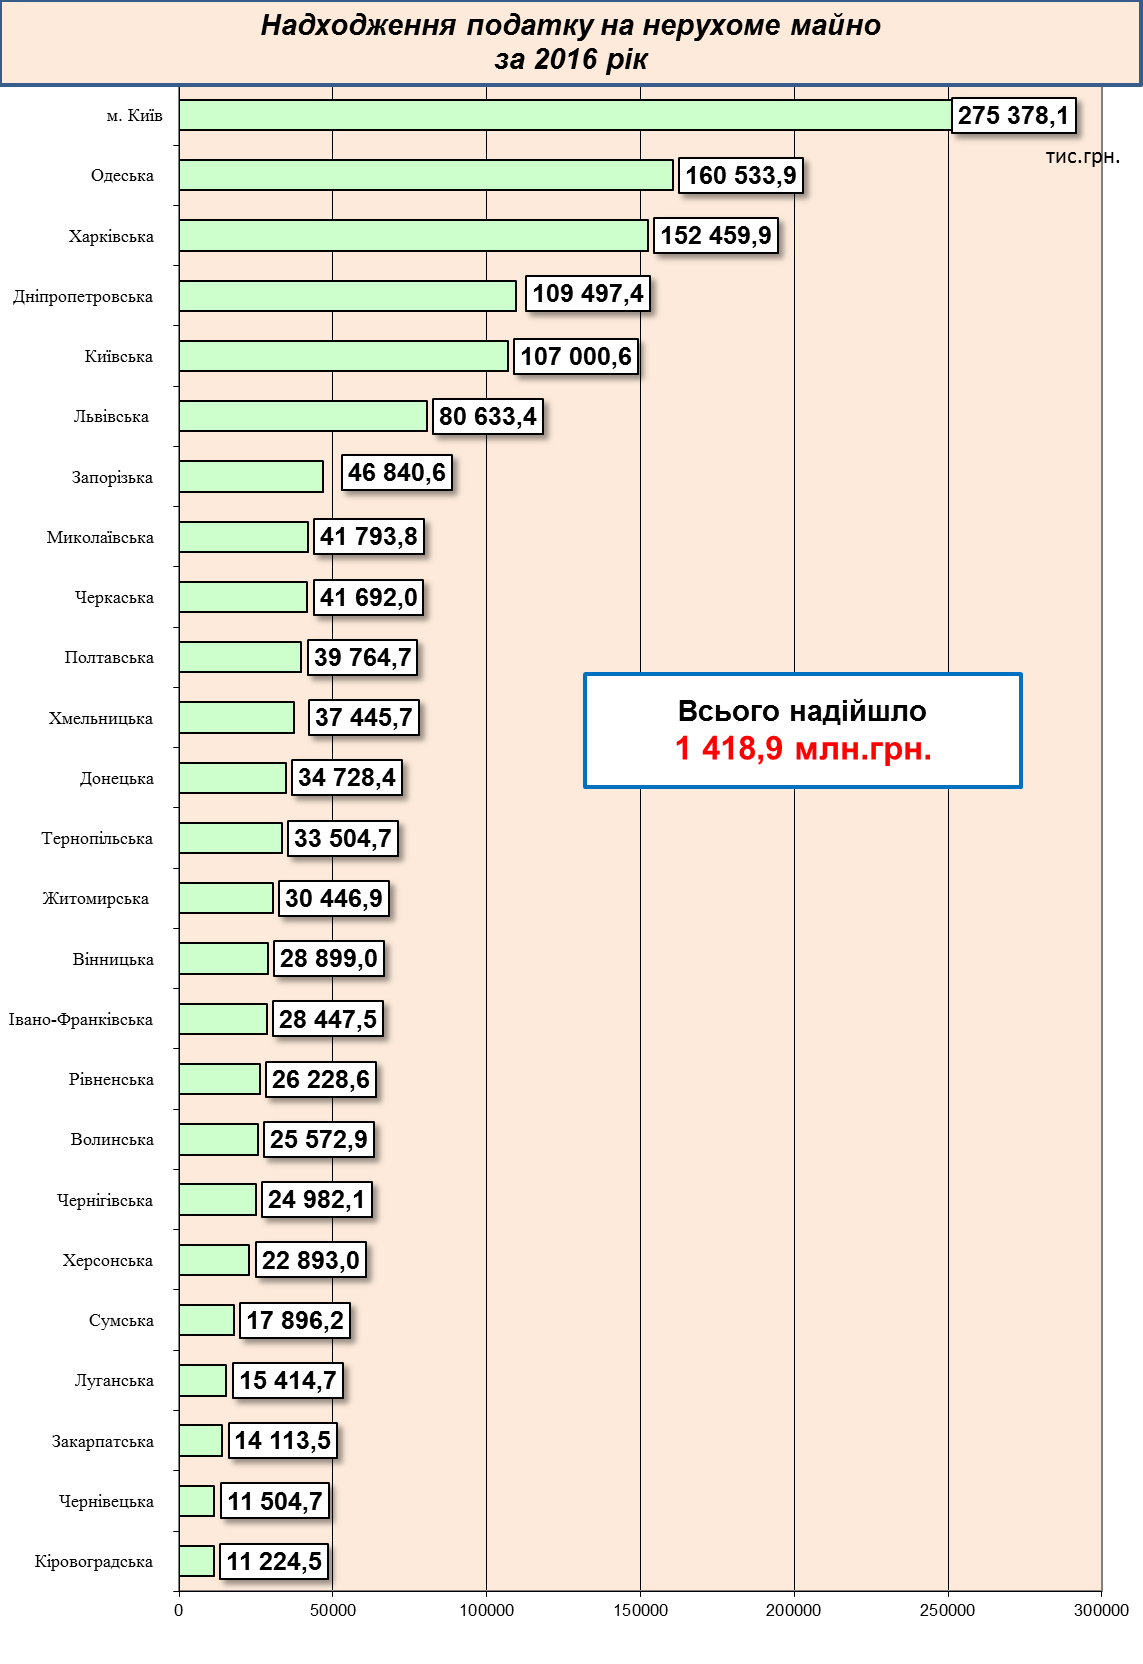 Надходження податку на нерухоме майно
за 2016 рік
м. Київ 275 378,1
тис.грн.
Одеська 160 533,9
Харківська 152 459,9
Дніпропетровська 109 497,4
Київська 107 000,6
Львівська 80 633,4
Запорізька 46 840,6
Миколаївська 41 793,8
Черкаська 41 692,0
Полтавська 39 764,7
Хмельницька 37 445,7
Всього надійшло
1 418,9 млн.грн.
Донецька 34 728,4
Тернопільська 33 504,7
Житомирська 30 446,9
Вінницька 28 899,0
Івано-Франківська 28 447,5
Рівненська 26 228,6
Волинська 25 572,9
Чернігівська 24 982,1
Херсонська 22 893,0
Сумська 17 896,2
Луганська 15 414,7
Закарпатська 14 113,5
Чернівецька 11 504,7
Кіровоградська 11 224,5
0 50000 100000 150000 200000 250000 300000